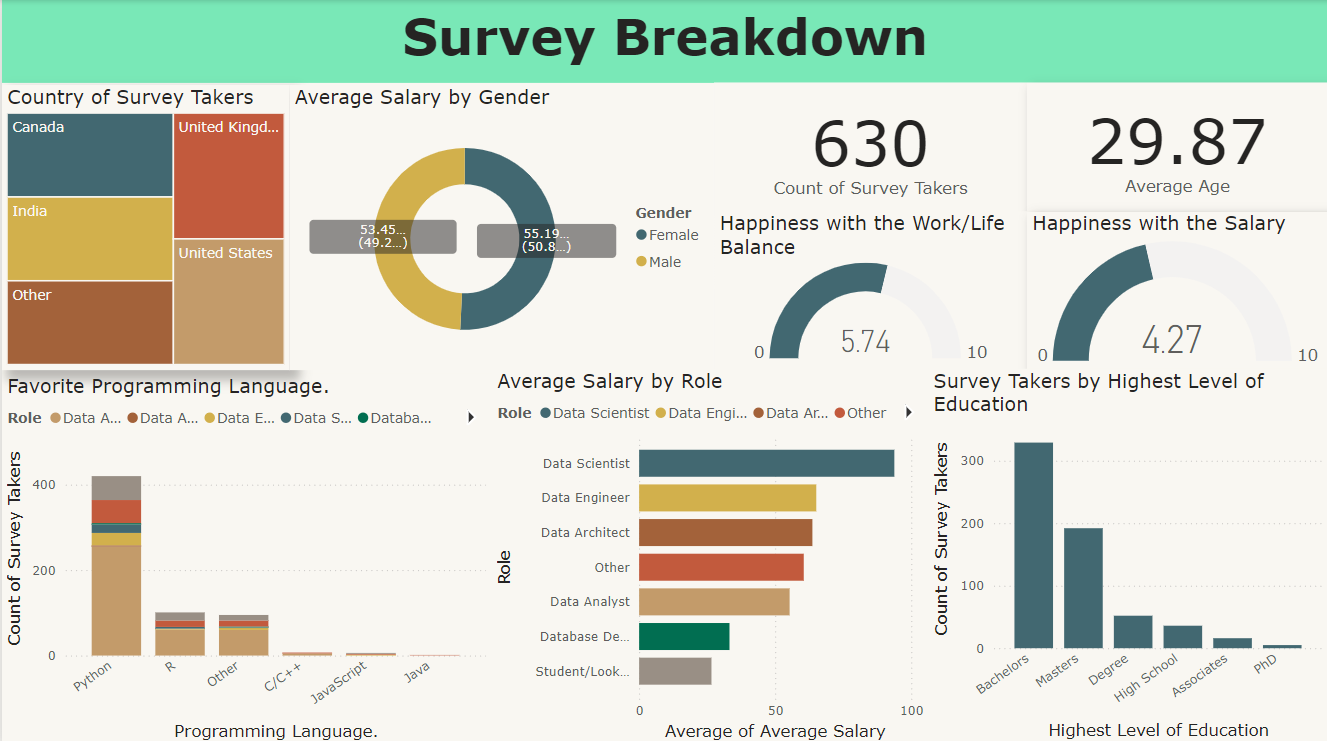 Survey Breakdown
Country of Survey Takers
Canada
United Kingd...
India
United States
Other
Average Salary by Gender
53.45...
(49.2...)
55.19...
(50.8...)
Gender
Female
Male
630
Count of Survey Takers
29.87
Average Age
Happiness with the Work/Life
Balance
5.74
0
10
Happiness with the Salary
4.27
0
10
Favorite Programming Language.
Role Data A... Data A... Data E... Data S... Databa...
Count of Survey Takers
400
200
0
Python
R
Other
C/C++
JavaScript
Java
Programming Language.
Average Salary by Role
Role Data Scientist Data Engi... Data Ar... Other
Role
Data Scientist
Data Engineer
Data Architect
Other
Data Analyst
Database De...
Student/Look...
0
50
100
Average of Average Salary
Survey Takers by Highest Level of
Education
Count of Survey Takers
300
200
100
0
Bachelors
Masters
Degree
High School
Associates
PhD
Highest Level of Education